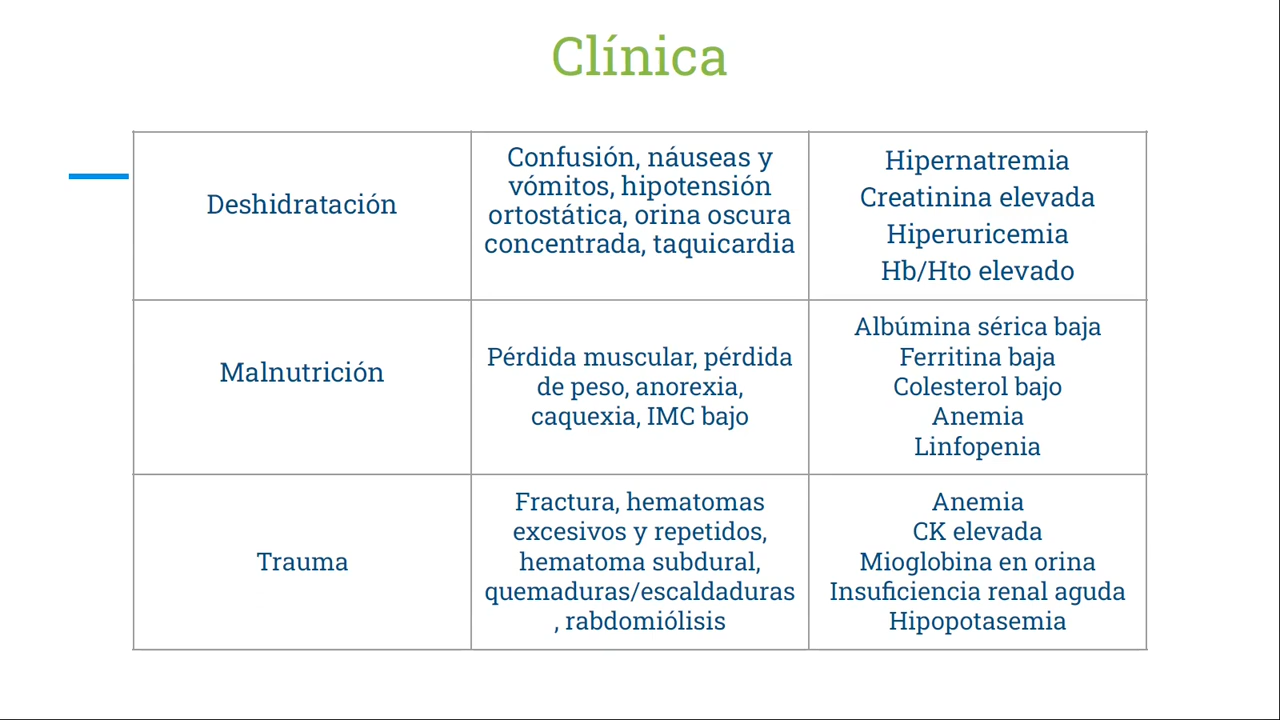 Clínica
Deshidratación
Confusión, náuseas y
vómitos, hipotensión
ortostática, orina oscura
concentrada, taquicardia
Hipernatremia
Creatinina elevada
Hiperuricemia
Hb/Hto elevado
Malnutrición
Pérdida muscular, pérdida
de peso, anorexia,
caquexia, IMC bajo
Albúmina sérica baja
Ferritina baja
Colesterol bajo
Anemia
Linfopenia
Trauma
Fractura, hematomas
excesivos y repetidos,
hematoma subdural,
quemaduras/escaldaduras
, rabdomiólisis
Anemia
CK elevada
Mioglobina en orina
Insuficiencia renal aguda
Hipopotasemia